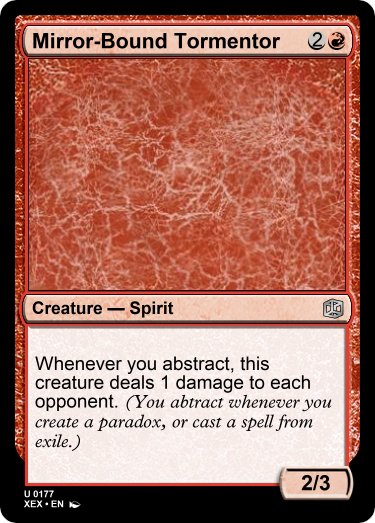 Mirror-Bound Tormentor 2
Creature — Spirit
Whenever you abstract, this
creature deals 1 damage to each
opponent. (You abtract whenever you
create a paradox, or cast a spell from
exile.)
2/3
U 0177
XEX • EN